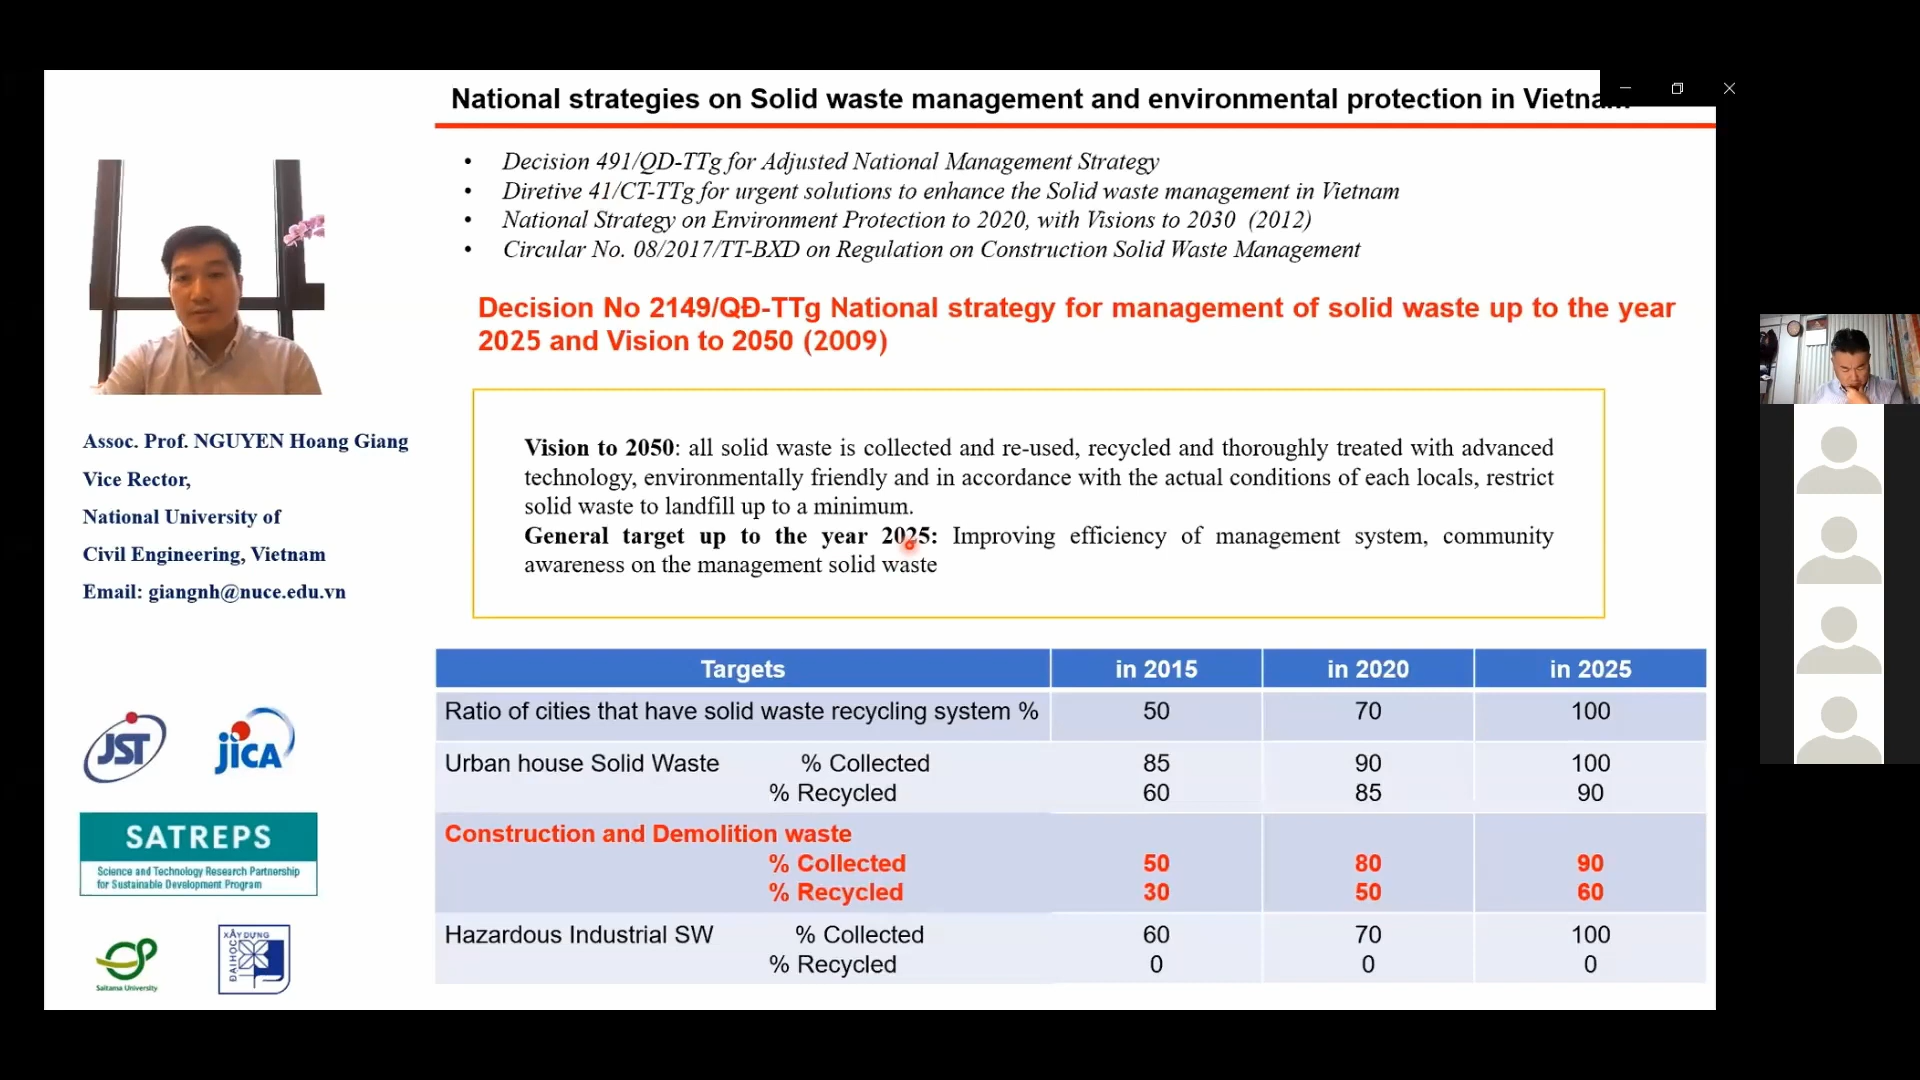 National strategies on Solid waste management and environmental protection in
• Decision 491/QD-TTg for Adjusted National Management Strategy
• Diretive 41/CT-TTg for urgent solutions to enhance the Solid waste management in Vietnam
• National Strategy on Environment Protection to 2020, with Visions to 2030 (2012)
• Circular No. 08/2017/TT-BXD on Regulation on Construction Solid Waste Management
Decision No 2149/QĐ-TTg National strategy for management of solid waste up to the year
2025 and Vision to 2050 (2009)
Vision to 2050: all solid waste is collected and re-used, recycled and thoroughly treated with advanced
technology, environmentally friendly and in accordance with the actual conditions of each locals, restrict
solid waste to landfill up to a minimum.
General target up to the year 2025: Improving efficiency of management system, community
awareness on the management solid waste
Assoc. Prof. NGUYEN Hoang Giang
Vice Rector,
National University of
Civil Engineering, Vietnam
Email: giangnh@nuce.edu.vn
Targets in 2015 in 2020 in 2025
Ratio of cities that have solid waste recycling system % 50 70 100
Urban house Solid Waste % Collected 85 90 100
% Recycled 60 85 90
Construction and Demolition waste
% Collected 50 80 90
% Recycled 30 50 60
Hazardous Industrial SW % Collected 60 70 100
% Recycled 0 0 0
JST
jICA
SATREPS
Science and Technology Research Partnership
for Sustainable Development Program
Saitama University
XÂY DỰNG
ĐẠI HỌC